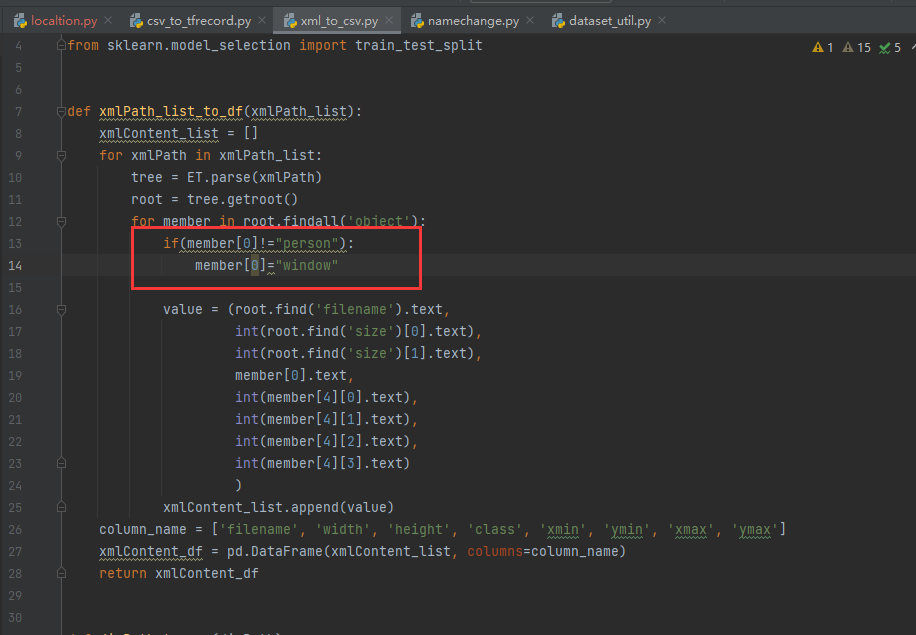 localtion.py csv_to_tfrecord.py xml_to_csv.py namechange.py dataset_util.py
4 from sklearn.model_selection import train_test_split 1 15 5
5
6
7 def xmlPath_list_to_df(xmlPath_list):
8 xmlContent_list = []
9 for xmlPath in xmlPath_list:
10 tree = ET.parse(xmlPath)
11 root = tree.getroot()
12 for member in root.findall('object'):
13 if(member[0]!="person"):
14 member[0]="window"
15
16 value = (root.find('filename').text,
17 int(root.find('size')[0].text),
18 int(root.find('size')[1].text),
19 member[0].text,
20 int(member[4][0].text),
21 int(member[4][1].text),
22 int(member[4][2].text),
23 int(member[4][3].text)
24 )
25 xmlContent_list.append(value)
26 column_name = ['filename', 'width', 'height', 'class', 'xmin', 'ymin', 'xmax', 'ymax']
27 xmlContent_df = pd.DataFrame(xmlContent_list, columns=column_name)
28 return xmlContent_df
29
30